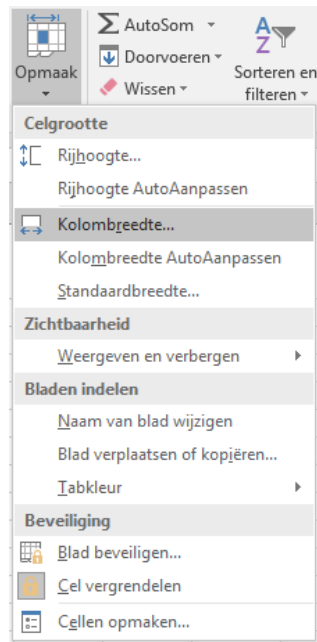 Opmaak
AutoSom
Doorvoeren
Wissen
Sorteren en
filteren
Celgrootte
Rijhoogte...
Rijhoogte AutoAanpassen
Kolombreedte...
Kolombreedte AutoAanpassen
Standaardbreedte...
Zichtbaarheid
Weergeven en verbergen
Bladen indelen
Naam van blad wijzigen
Blad verplaatsen of kopiëren...
Tabkleur
Beveiliging
Blad beveiligen...
Cel vergrendelen
Cellen opmaken...